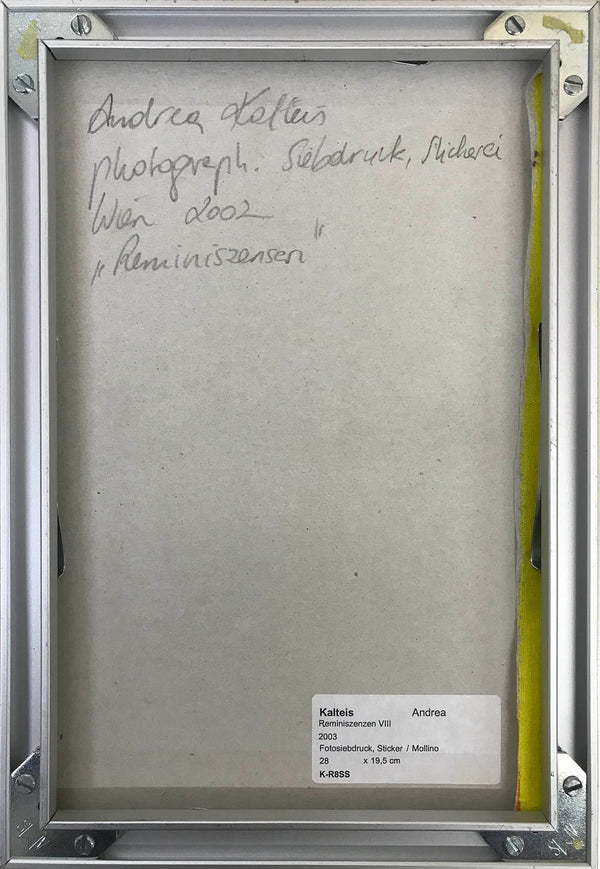 Andrea Kalteis
photograph. Siebdruck, Stickerei
Wien 2002
„Reminiszensen"
Kalteis Andrea
Reminiszenzen VIII
2003
Fotosiebdruck, Sticker / Mollino
28 x 19,5 cm
K-R8SS